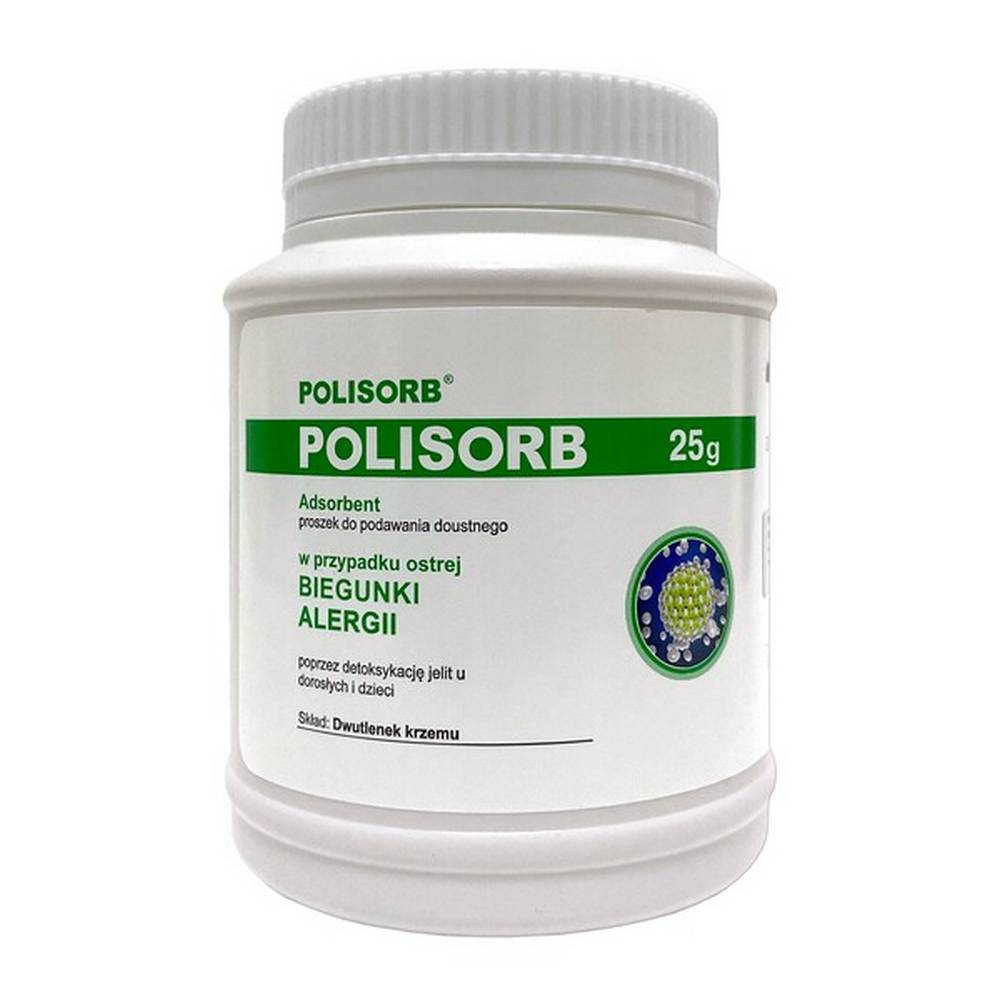 POLISORB®
POLISORB 25g
Adsorbent
proszek do podawania doustnego
w przypadku ostrej
BIEGUNKI
ALERGII
poprzez detoksykację jelit u
dorosłych i dzieci
Skład: Dwutlenek krzemu